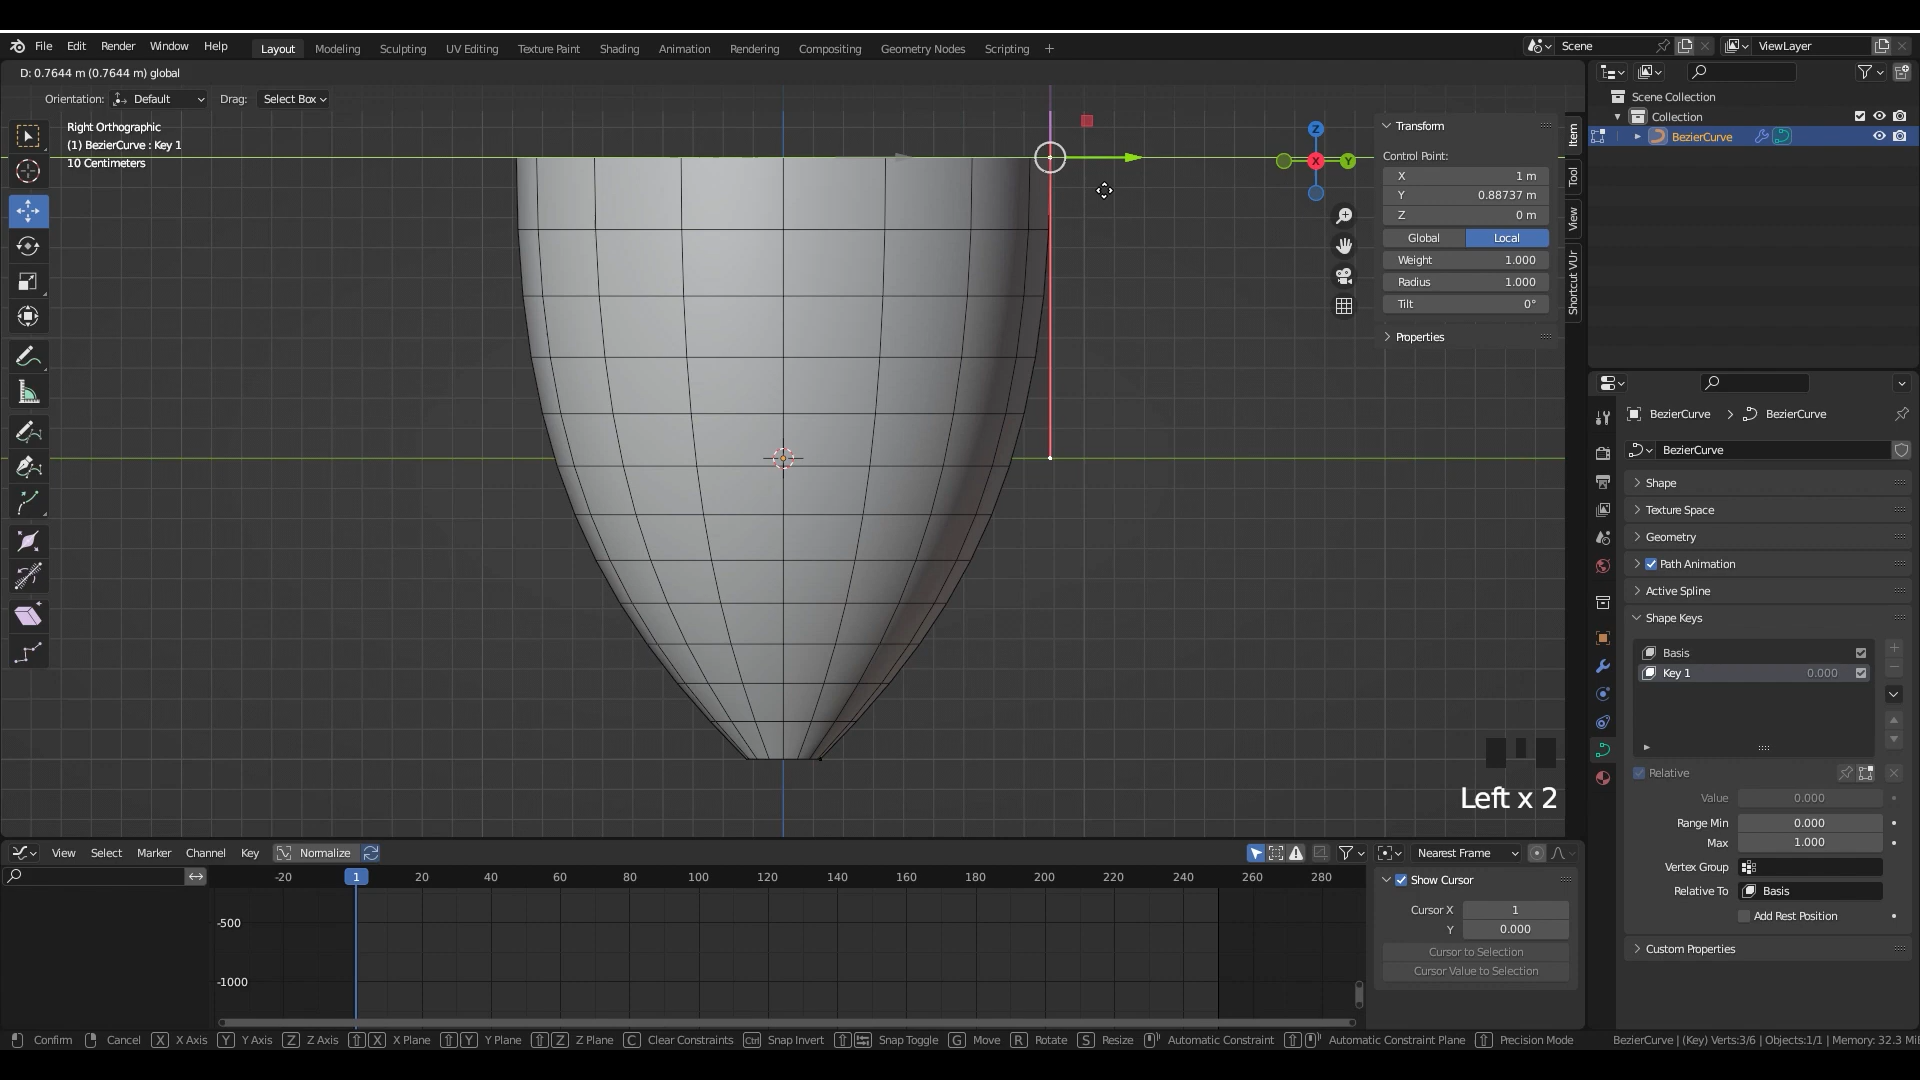 File Edit Render Window Help Layout Modeling Sculpting UV Editing Texture Paint Shading Animation Rendering Compositing Geometry Nodes Scripting + Scene ViewLayer
D: 0.7644 m (0.7644 m) global
Orientation: Default Drag: Select Box
Right Orthographic
(1) BezierCurve : Key 1
10 Centimeters
Z
X
Y
Transform
Control Point:
X 1 m
Y 0.88737 m
Z 0 m
Global Local
Weight 1.000
Radius 1.000
Tilt 0°
Properties
Item
Tool
View
Shortcut VUr
Scene Collection
Collection
BezierCurve
BezierCurve > BezierCurve
BezierCurve
Shape
Texture Space
Geometry
Path Animation
Active Spline
Shape Keys
Basis
Key 1 0.000
Relative
Value 0.000
Range Min 0.000
Max 1.000
Vertex Group
Relative To Basis
Add Rest Position
Custom Properties
Left x 2
View Select Marker Channel Key Normalize Nearest Frame
-20 1 20 40 60 80 100 120 140 160 180 200 220 240 260 280
-500
-1000
Show Cursor
Cursor X 1
Y 0.000
Cursor to Selection
Cursor Value to Selection
Confirm Cancel X X Axis Y Y Axis Z Z Axis X X Plane Y Y Plane Z Z Plane C Clear Constraints Ctrl Snap Invert Snap Toggle G Move R Rotate S Resize Automatic Constraint Automatic Constraint Plane Precision Mode BezierCurve | (Key) Verts:3/6 | Objects:1/1 | Memory: 32.3 Mi